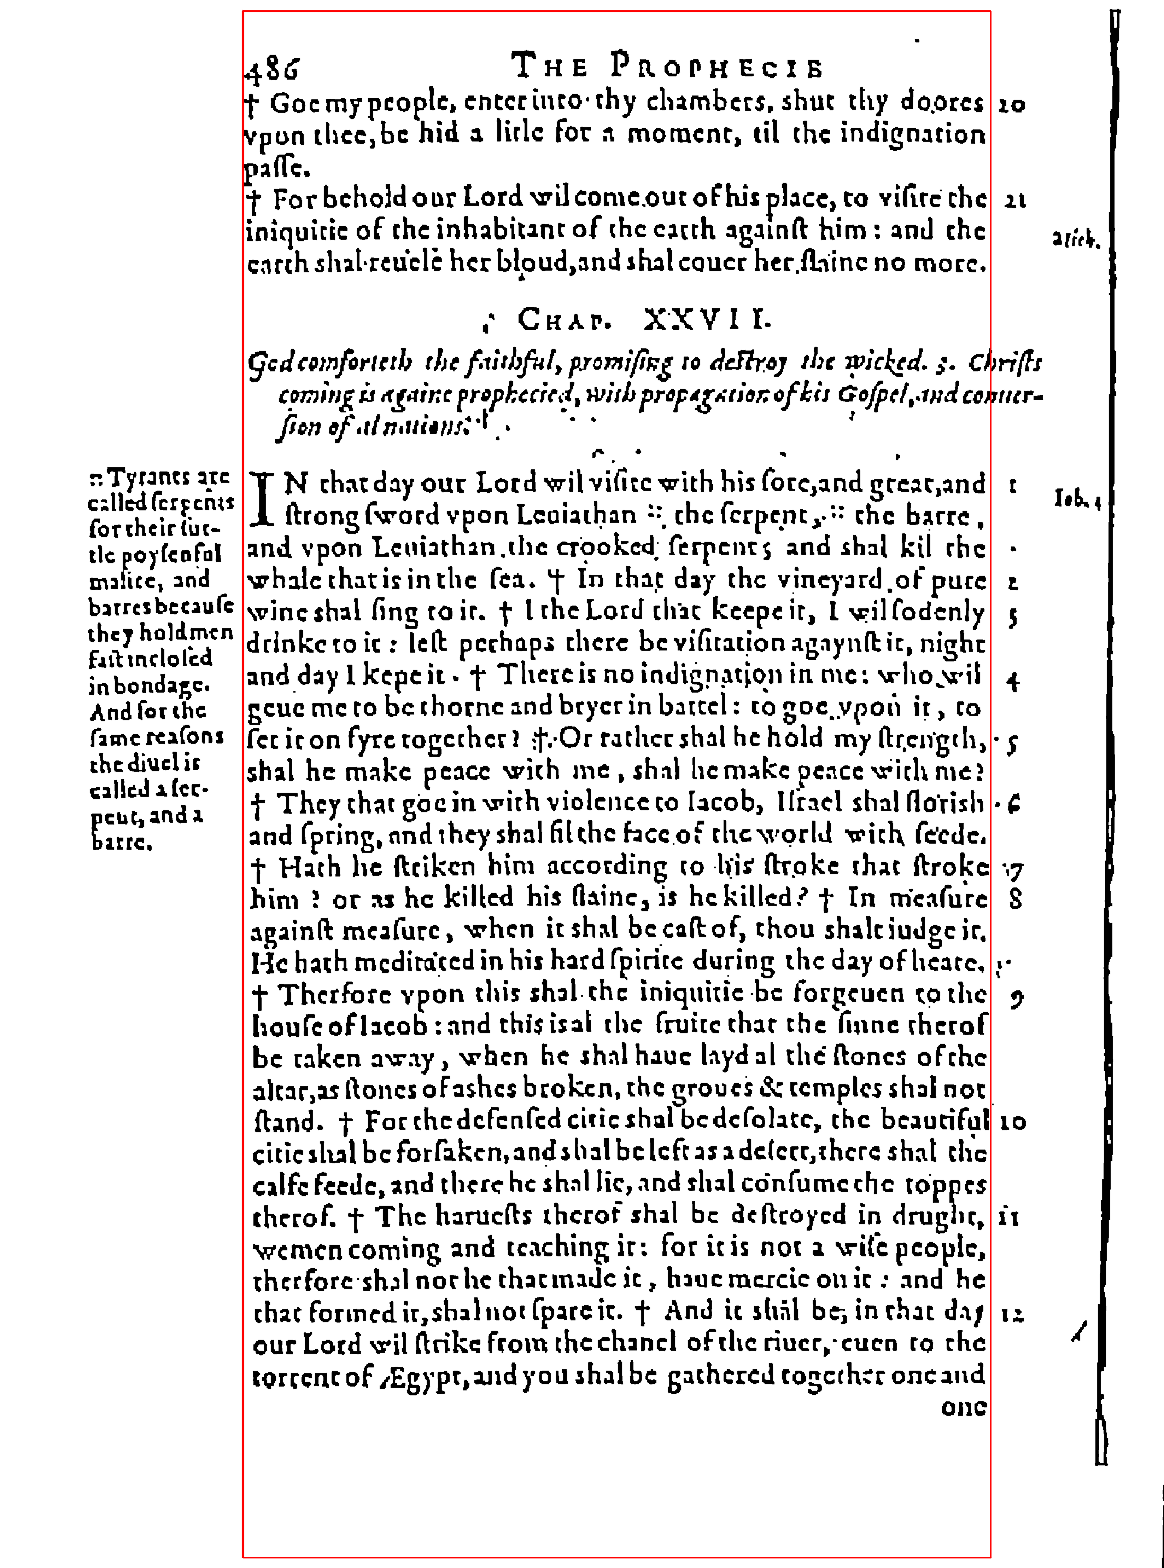 486 THE PROPHECIE
† Goe my people, enter into thy chambers, shut thy doores 20
vpon thee, be hid a litle for a moment, til the indignation
paſſe.
† For behold our Lord wil come out of his place, to viſite the 21
iniquitie of the inhabitant of the earth againſt him: and the
earth shal reuele her bloud, and shal couer her ſlaine no more.
CHAP. XXVII.
God comforteth the faithful, promiſing to deſtroy the wicked. 5. Chriſts
coming is againe prophecied, with propagation of his Goſpel, and conuer-
ſion of al nations.
IN that day our Lord wil viſite with his ſore, and great, and 1
ſtrong ſword vpon Leuiathan :: the ſerpent, :: the barre,
and vpon Leuiathan the crooked ſerpent; and shal kil the
whale that is in the ſea. † In that day the vineyard of pure 2
wine shal ſing to it. † I the Lord that keepe it, I wil ſodenly 3
drinke to it: leſt perhaps there be viſitation agaynſt it, night
and day I kepe it. † There is no indignation in me: who wil 4
geue me to be thorne and bryer in battel: to goe vpon it, to
ſet it on fyre together? †. Or rather shal he hold my ſtrength, 5
shal he make peace with me, shal he make peace with me?
† They that goe in with violence to Iacob, Iſrael shal florish 6
and ſpring, and they shal fil the face of the world with ſeede.
† Hath he ſtriken him according to his ſtroke that ſtroke 7
him? or as he killed his ſlaine, is he killed? † In meaſure 8
againſt meaſure, when it shal be caſt of, thou shalt iudge it.
He hath meditated in his hard ſpirite during the day of heate.
† Therfore vpon this shal the iniquitie be forgeuen to the 9
houſe of Iacob: and this is al the fruite that the ſinne therof
be taken away, when he shal haue layd al the ſtones of the
altar, as ſtones of ashes broken, the groues & temples shal not
ſtand. † For the defenſed citie shal be deſolate, the beautiful 10
citie shal be forſaken, and shal be left as a deſert, there shal the
calfe feede, and there he shal lie, and shal conſume the toppes
therof. † The harueſts therof shal be deſtroyed in drught, 11
wemen coming and teaching it: for it is not a wiſe people,
therfore shal not he that made it, haue mercie on it: and he
that formed it, shal not ſpare it. † And it shal be, in that day 12
our Lord wil ſtrike from the chanel of the riuer, euen to the
torrent of Ægypt, and you shal be gathered together one and
one
:: Tyrants are
called ſerpents
for their ſut-
tle poyſenful
malice, and
barres becauſe
they hold men
faſt incloſed
in bondage.
And for the
ſame reaſons
the diuel is
called a ſer-
pent, and a
barre.
Iob. 4